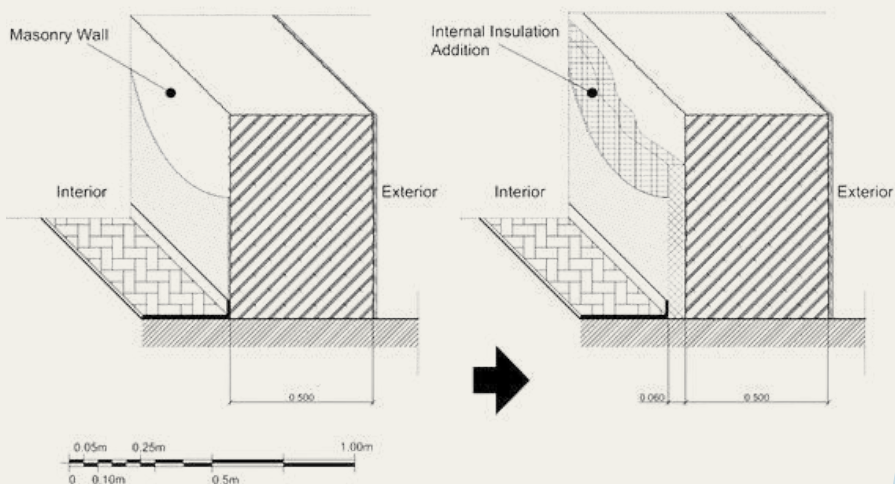 Masonry Wall
Interior
Exterior
0.500
Internal Insulation
Addition
Interior
Exterior
0.060
0.500
0.05m 0.25m 1.00m
0 0.10m 0.5m